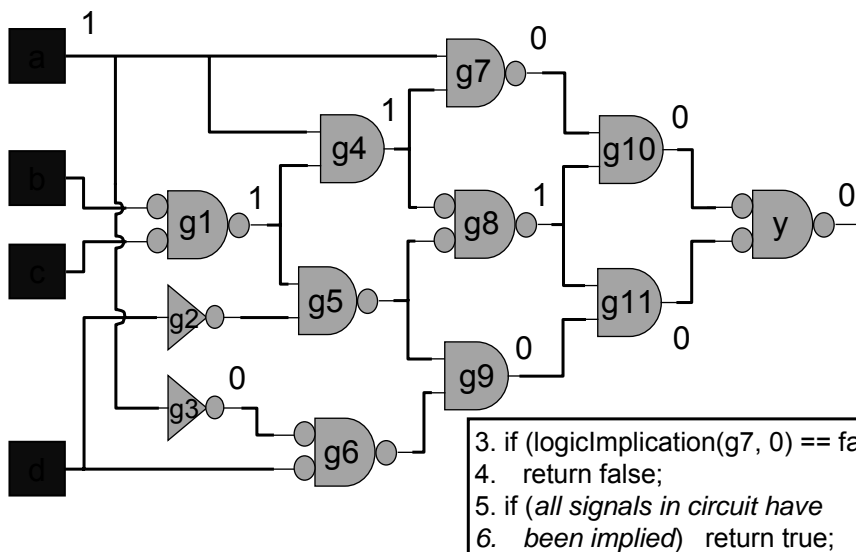 1
0
a
g7
1
0
g4
g10
b
1
1
0
g1
g8
y
c
g5
g11
g2
0
0
0
g9
g3
g6
d
3. if (logicImplication(g7, 0) == fa
4. return false;
5. if (all signals in circuit have
6. been implied) return true;